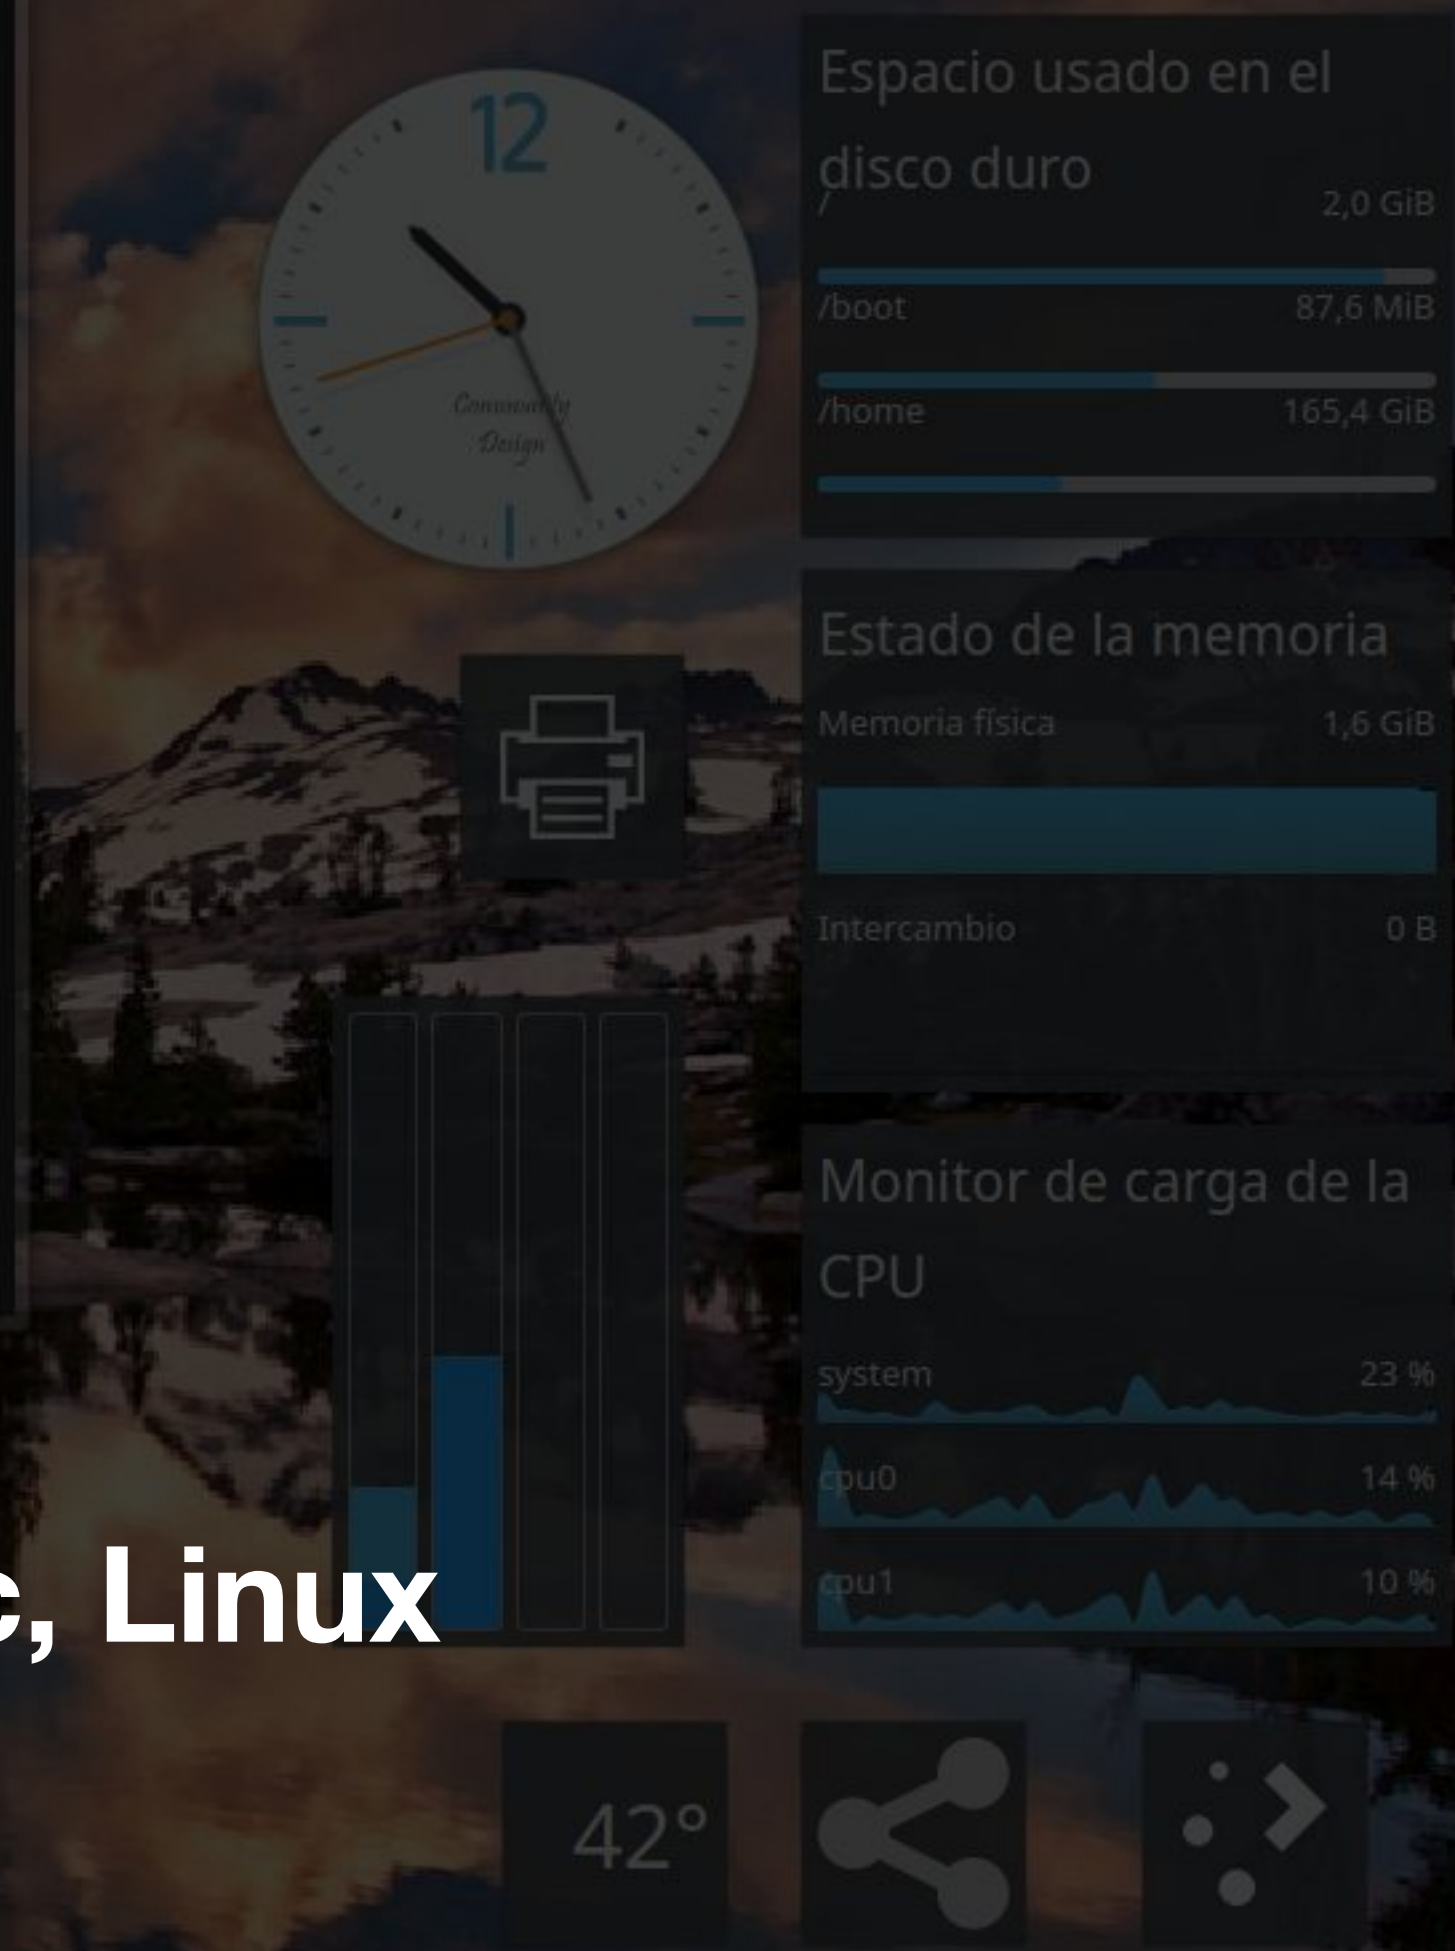 12
Community
Design
Espacio usado en el
disco duro
/ 2,0 GiB
/boot 87,6 MiB
/home 165,4 GiB
Estado de la memoria
Memoria física 1,6 GiB
Intercambio 0 B
Monitor de carga de la
CPU
system 23 %
cpu0 14 %
cpu1 10 %
c, Linux
42°